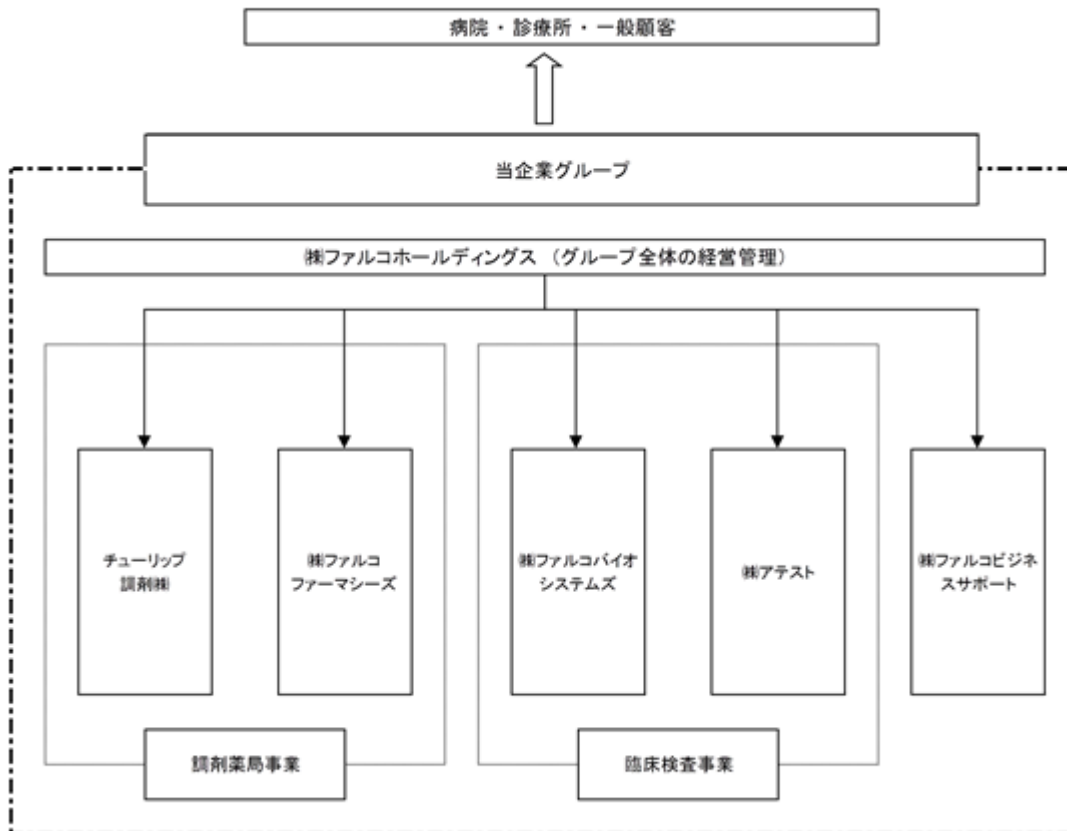 病院・診療所・一般顧客
当企業グループ
㈱ファルコホールディングス （グループ全体の経営管理）
チューリップ
調剤㈱
㈱ファルコ
ファーマシーズ
㈱ファルコバイオ
システムズ
㈱アテスト
㈱ファルコビジネ
スサポート
調剤薬局事業
臨床検査事業